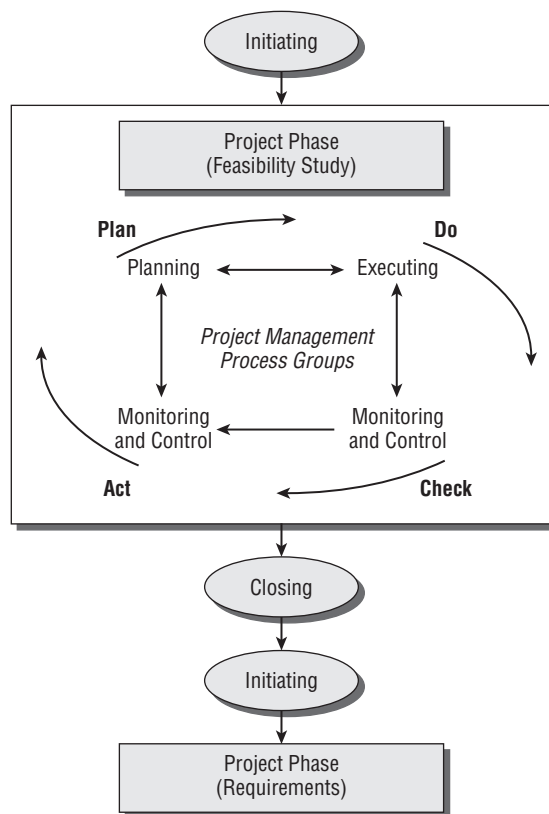 Initiating
Project Phase
(Feasibility Study)
Plan
Do
Planning
Executing
Project Management
Process Groups
Monitoring
and Control
Monitoring
and Control
Act
Check
Closing
Initiating
Project Phase
(Requirements)